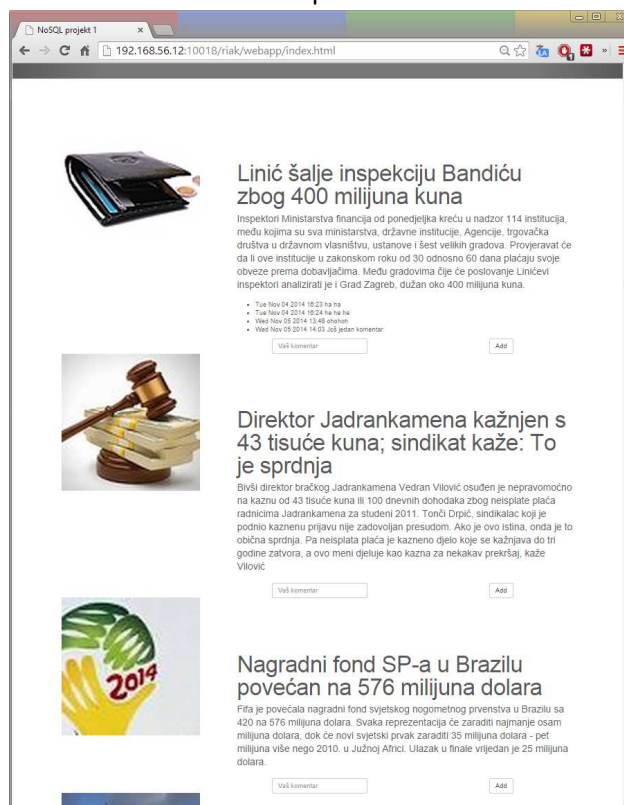 NoSQL projekt 1
192.168.56.12:10018/riak/webapp/index.html
Linić šalje inspekciju Bandiću
zbog 400 milijuna kuna
Inspektori Ministarstva financija od ponedjeljka kreću u nadzor 114 institucija,
među kojima su sva ministarstva, državne institucije, Agencije, trgovačka
društva u državnom vlasništvu, ustanove i šest velikih gradova. Provjeravat će
da li ove institucije u zakonskom roku od 30 odnosno 60 dana plaćaju svoje
obveze prema dobavljačima. Među gradovima čije će poslovanje Linićevi
inspektori analizirati je i Grad Zagreb, dužan oko 400 milijuna kuna.
Tue Nov 04 2014 16:23 ha ha
Tue Nov 04 2014 16:24 he he he
Wed Nov 05 2014 13:48 ohohoh
Wed Nov 05 2014 14:03 Još jedan komentar.
Vaš komentar Add
Direktor Jadrankamena kažnjen s
43 tisuće kuna; sindikat kaže: To
je sprdnja
Bivši direktor bračkog Jadrankamena Vedran Vilović osuđen je nepravomoćno
na kaznu od 43 tisuće kuna ili 100 dnevnih dohodaka zbog neisplate plaća
radnicima Jadrankamena za studeni 2011. Tonči Drpić, sindikalac koji je
podnio kaznenu prijavu nije zadovoljan presudom. Ako je ovo istina, onda je to
obična sprdnja. Pa neisplata plaća je kazneno djelo koje se kažnjava do tri
godine zatvora, a ovo meni djeluje kao kazna za nekakav prekršaj, kaže
Vilović
Vaš komentar Add
2014
Nagradni fond SP-a u Brazilu
povećan na 576 milijuna dolara
Fifa je povećala nagradni fond svjetskog nogometnog prvenstva u Brazilu sa
420 na 576 milijuna dolara. Svaka reprezentacija će zaraditi najmanje osam
milijuna dolara, dok će novi svjetski prvak zaraditi 35 milijuna dolara - pet
milijuna više nego 2010. u Južnoj Africi. Ulazak u finale vrijedan je 25 milijuna
dolara.
Vaš komentar Add